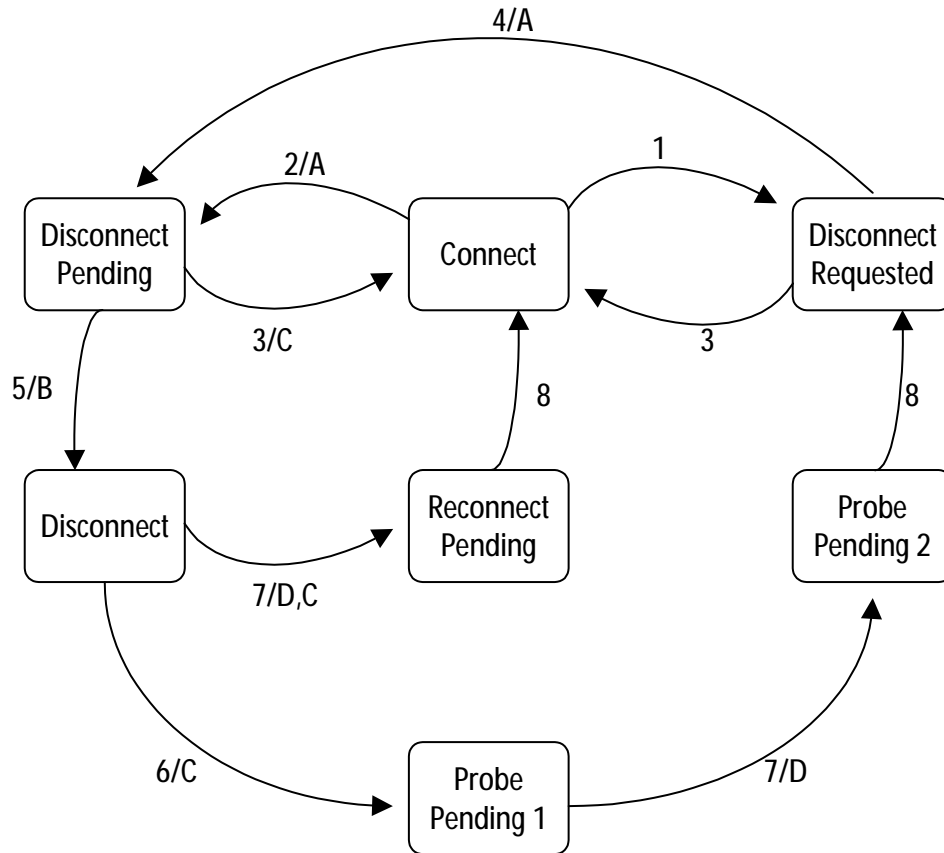 4/A
2/A
1
Disconnect
Pending
Connect
Disconnect
Requested
3/C
3
5/B
8
8
Disconnect
Reconnect
Pending
Probe
Pending 2
7/D,C
6/C
Probe
Pending 1
7/D